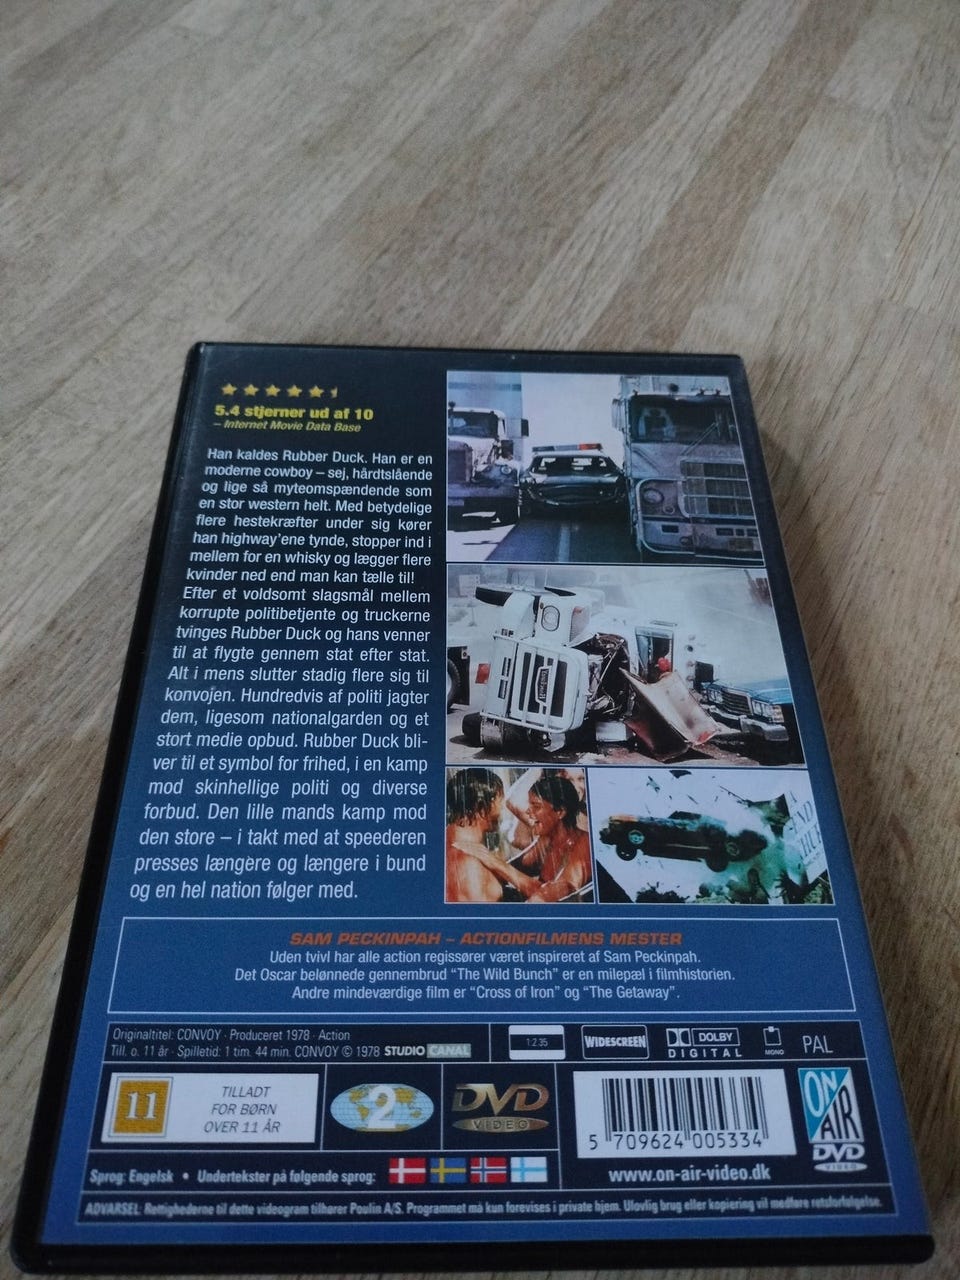 5.4 stjerner ud af 10
– Internet Movie Data Base
Han kaldes Rubber Duck. Han er en
moderne cowboy – sej, hårdtslående
og lige så myteomspændende som
en stor western helt. Med betydelige
flere hestekræfter under sig kører
han highway'ene tynde, stopper ind i
mellem for en whisky og lægger flere
kvinder ned end man kan tælle til!
Efter et voldsomt slagsmål mellem
korrupte politibetjente og truckerne
tvinges Rubber Duck og hans venner
til at flygte gennem stat efter stat.
Alt i mens slutter stadig flere sig til
konvojen. Hundredvis af politi jagter
dem, ligesom nationalgarden og et
stort medie opbud. Rubber Duck bli-
ver til et symbol for frihed, i en kamp
mod skinhellige politi og diverse
forbud. Den lille mands kamp mod
den store – i takt med at speederen
presses længere og længere i bund
og en hel nation følger med.
SAM PECKINPAH – ACTIONFILMENS MESTER
Uden tvivl har alle action regissører været inspireret af Sam Peckinpah.
Det Oscar belønnede gennembrud "The Wild Bunch" er en milepæl i filmhistorien.
Andre mindeværdige film er "Cross of Iron" og "The Getaway".
Originaltitel: CONVOY · Produceret 1978 · Action
Till. o. 11 år · Spilletid: 1 tim. 44 min. CONVOY © 1978 STUDIO CANAL
1:2.35
WIDESCREEN
DOLBY
DIGITAL
MONO
PAL
11
TILLADT
FOR BØRN
OVER 11 ÅR
2
DVD
VIDEO
5 709624 005334
www.on-air-video.dk
ON
AIR
DVD
VIDEO
Sprog: Engelsk • Undertekster på følgende sprog:
ADVARSEL: Rettighederne til dette videogram tilhører Poulin A/S. Programmet må kun forevises i private hjem. Ulovlig brug eller kopiering vil medføre retsforfølgelse.